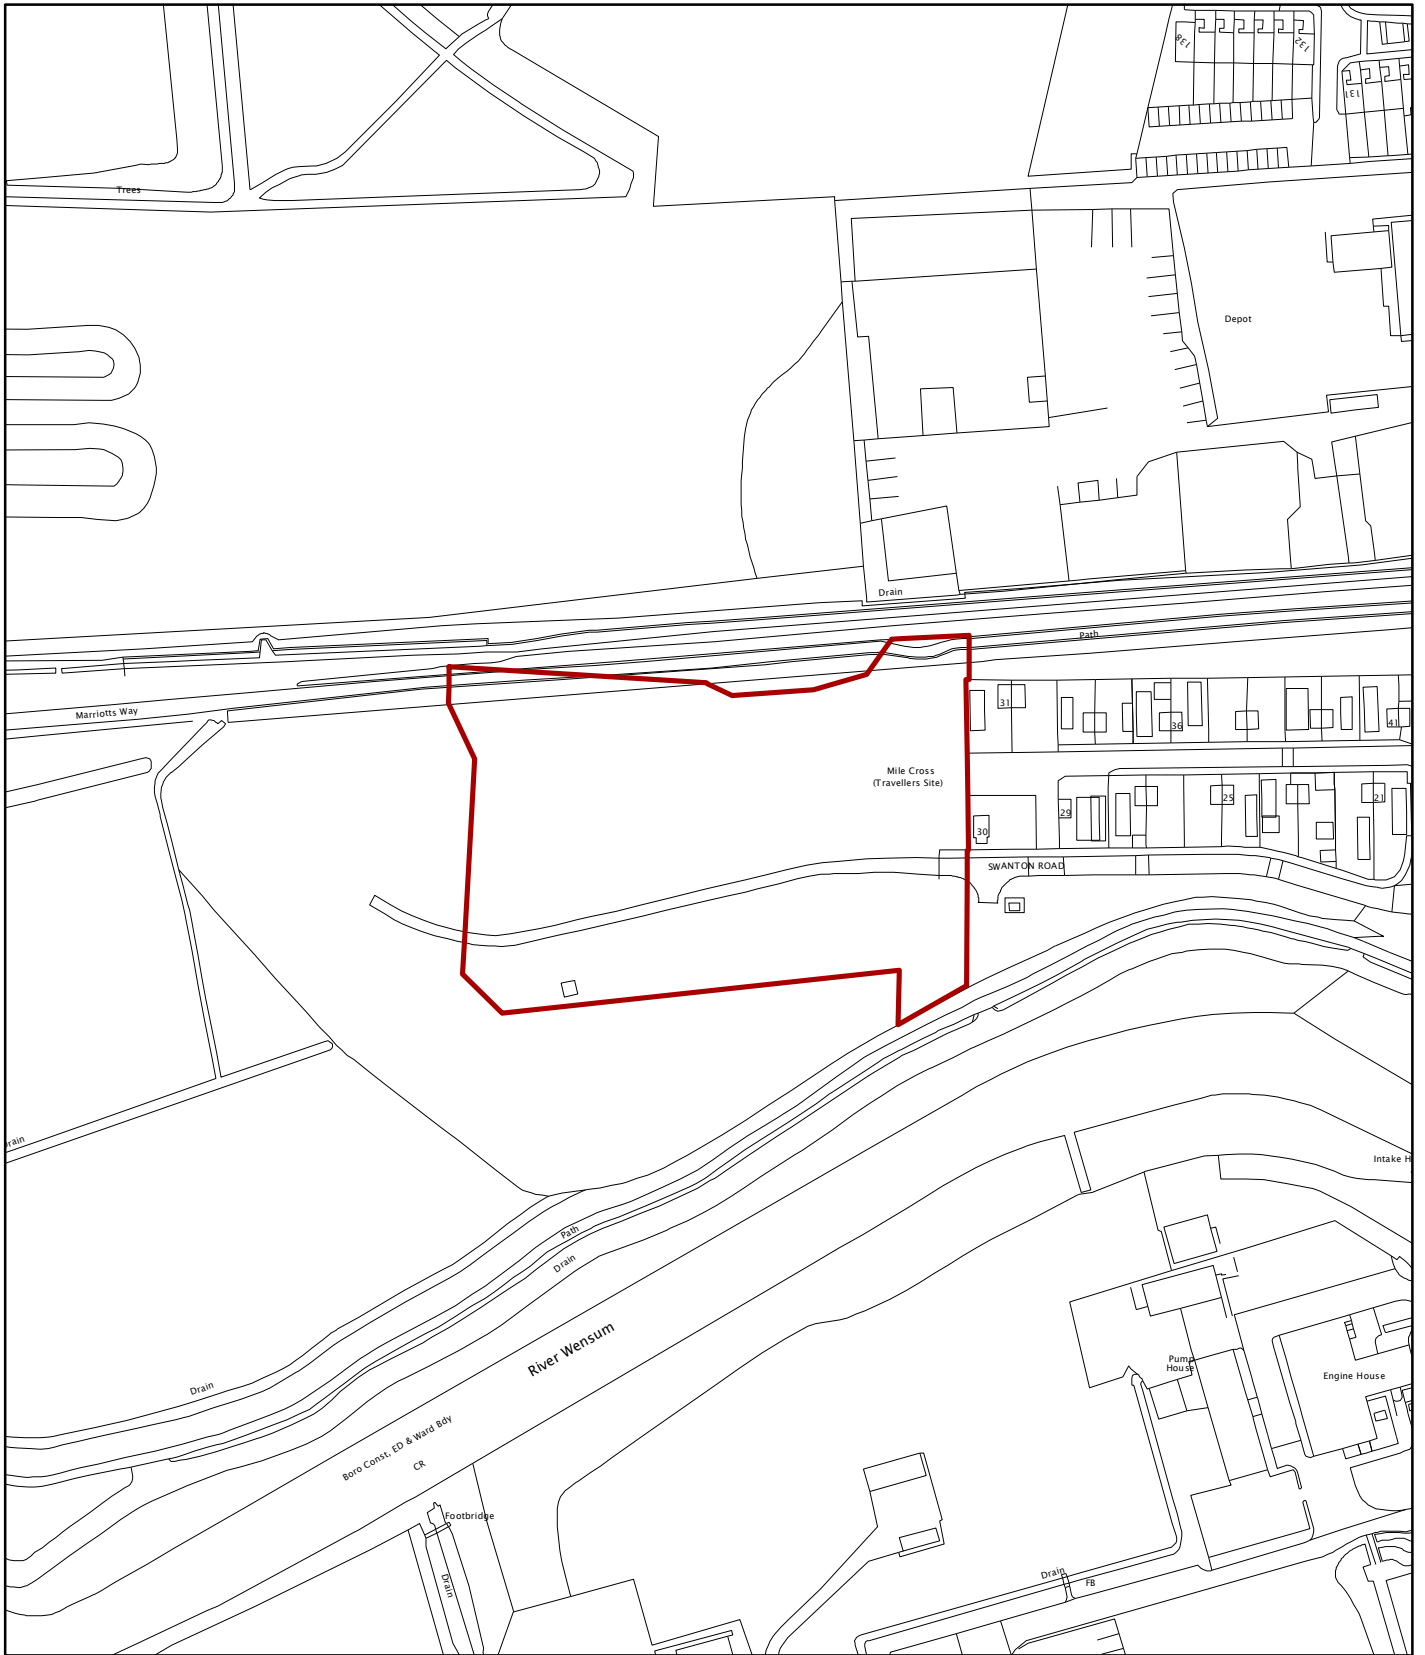 138
132
131
Trees
Depot
Drain
Path
Marriotts Way
31
36
41
Mile Cross
(Travellers Site)
29
25
21
30
SWANTON ROAD
Drain
Intake H
Path
Drain
River Wensum
Pump
House
Engine House
Drain
Boro Const, ED & Ward Bdy
CR
Footbridge
Drain
Drain
FB